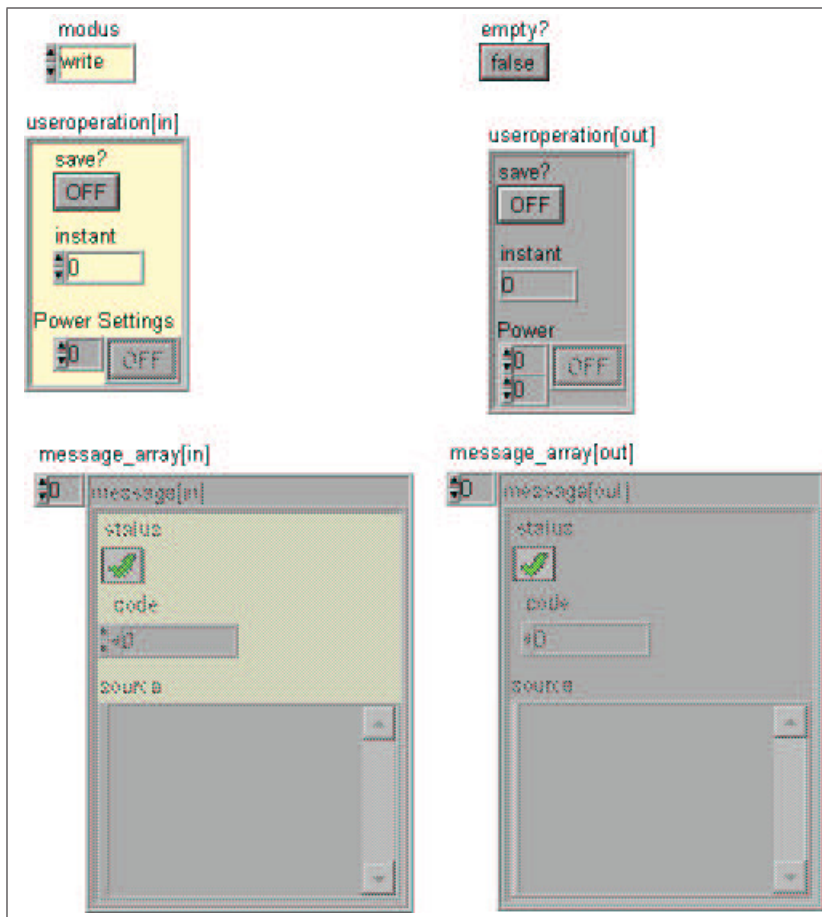 modus
write
empty?
false
useroperation[in]
save?
OFF
instant
0
Power Settings
0
OFF
useroperation[out]
save?
OFF
instant
0
Power
0
0
OFF
message_array[in]
0
message[in]
status
code
0
source
message_array[out]
0
message[out]
status
code
0
source